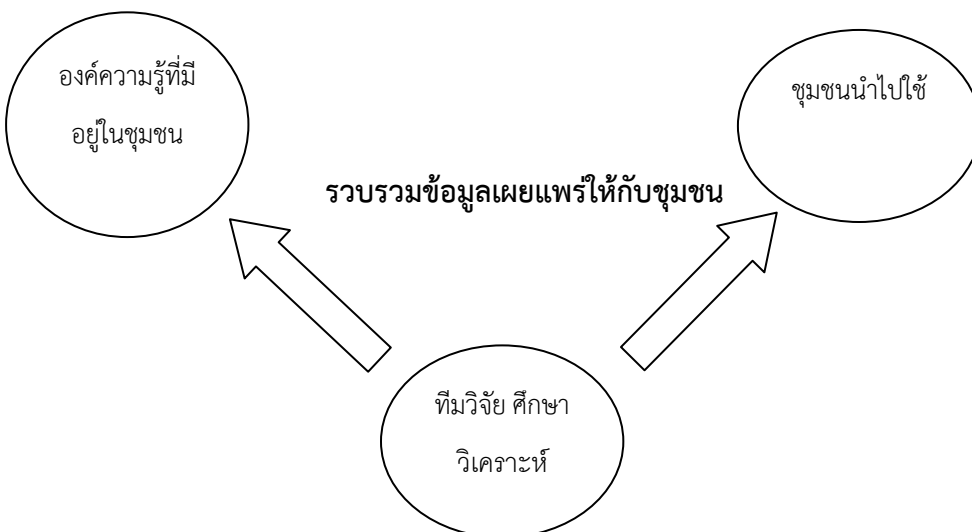 องค์ความรู้ที่มี
อยู่ในชุมชน
ชุมชนนำไปใช้
รวบรวมข้อมูลเผยแพร่ให้กับชุมชน
ทีมวิจัย ศึกษา
วิเคราะห์